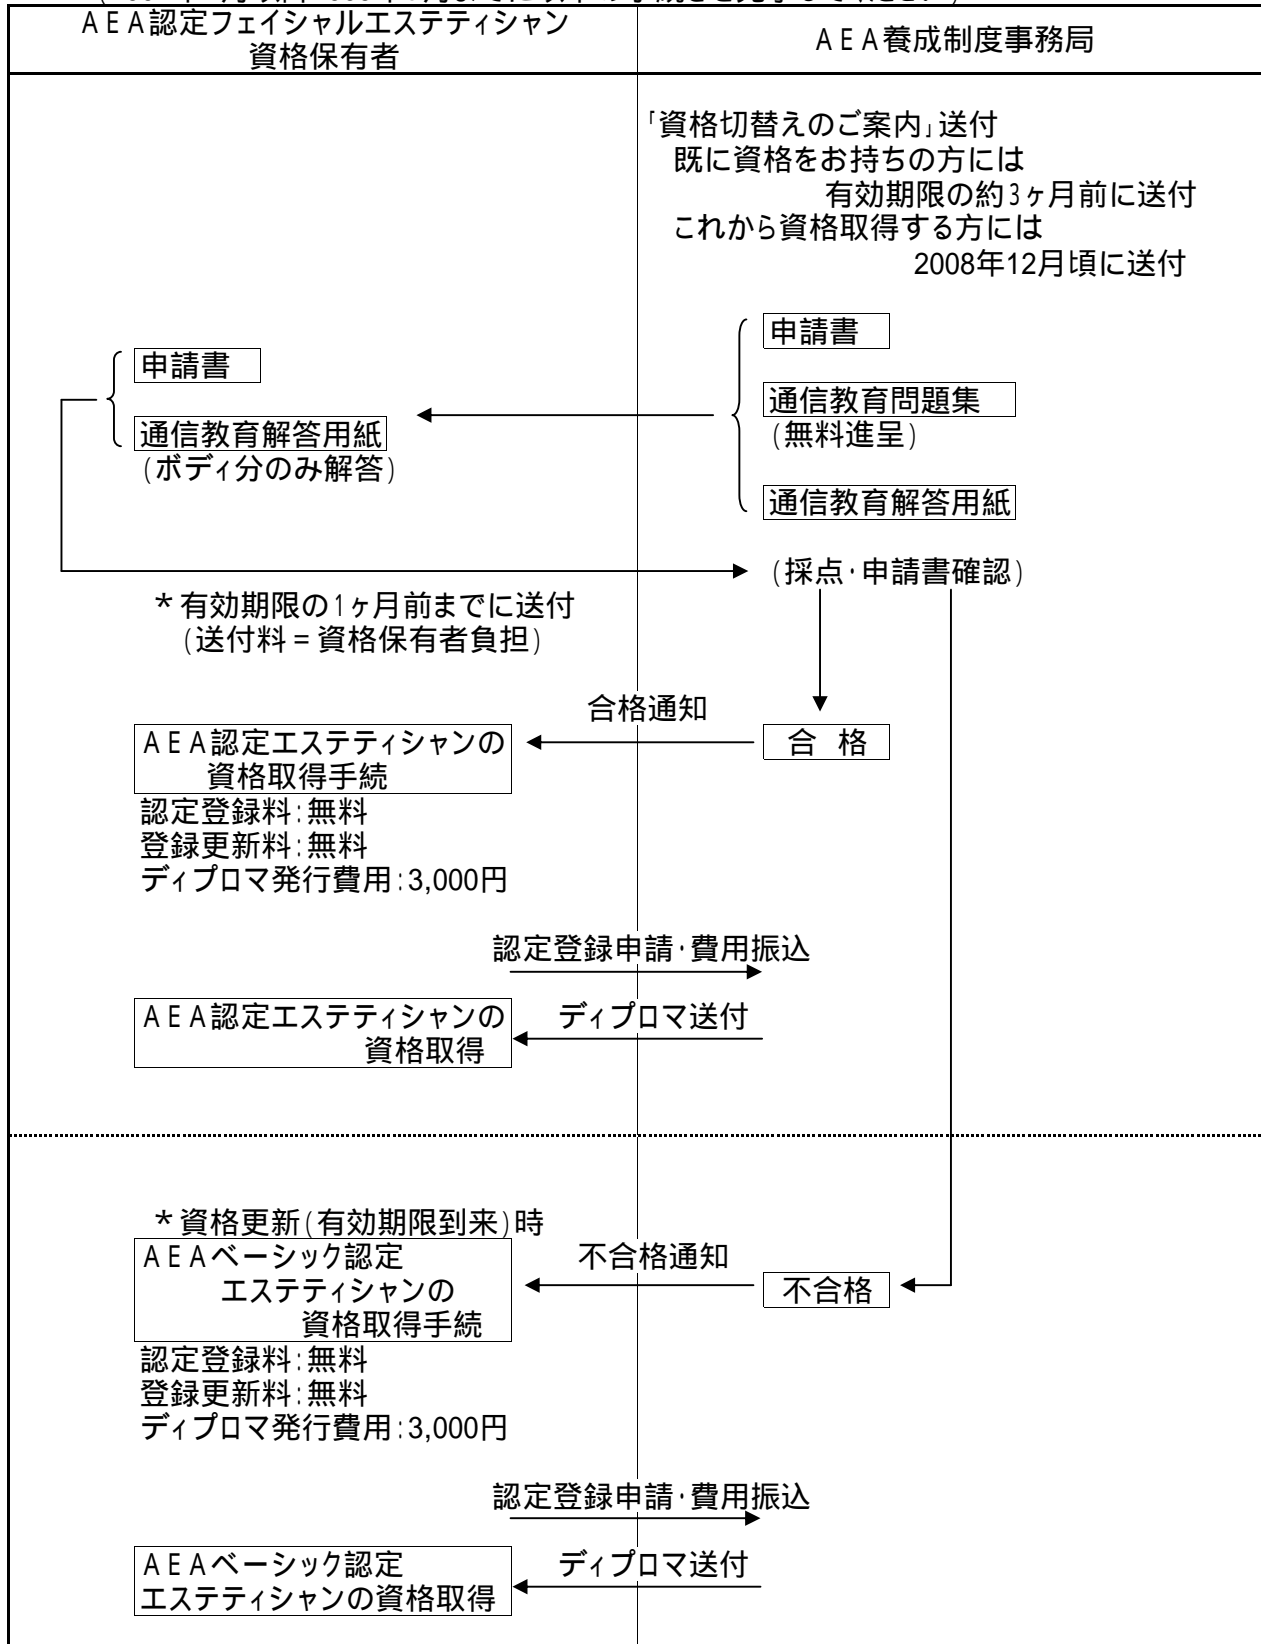 AEA認定フェイシャルエステティシャン
資格保有者
AEA養成制度事務局
「資格切替えのご案内」送付
既に資格をお持ちの方には
有効期限の約3ヶ月前に送付
これから資格取得する方には
2008年12月頃に送付
申請書
通信教育問題集
(無料進呈)
通信教育解答用紙
申請書
通信教育解答用紙
(ボディ分のみ解答)
(採点・申請書確認)
*有効期限の1ヶ月前までに送付
(送付料=資格保有者負担)
合格通知
合 格
AEA認定エステティシャンの
資格取得手続
認定登録料:無料
登録更新料:無料
ディプロマ発行費用:3,000円
認定登録申請・費用振込
AEA認定エステティシャンの
資格取得
ディプロマ送付
*資格更新(有効期限到来)時
AEAベーシック認定
エステティシャンの
資格取得手続
不合格通知
不合格
認定登録料:無料
登録更新料:無料
ディプロマ発行費用:3,000円
認定登録申請・費用振込
AEAベーシック認定
エステティシャンの資格取得
ディプロマ送付